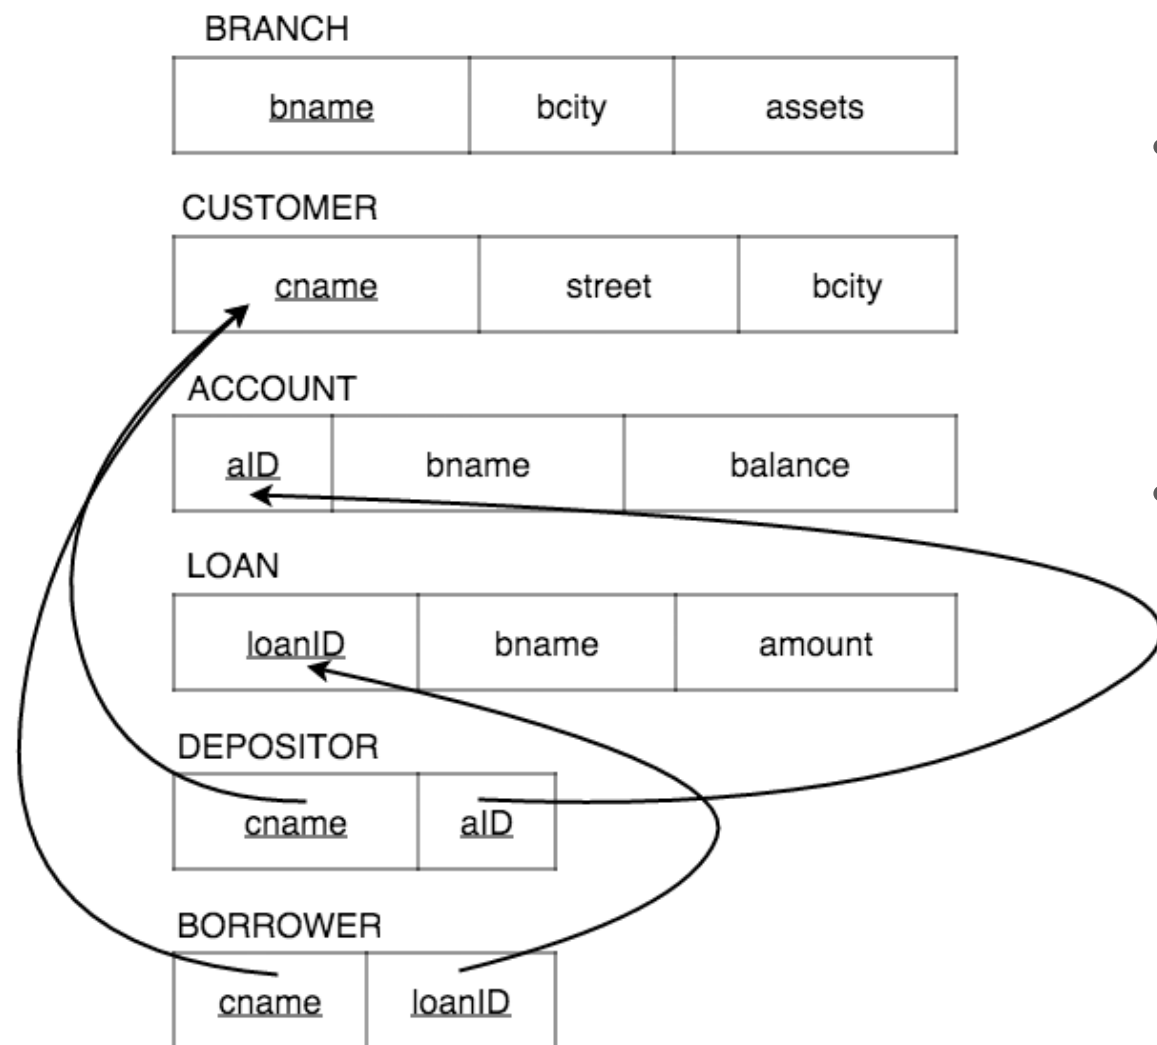 BRANCH
bname bcity assets
CUSTOMER
cname street bcity
ACCOUNT
aID bname balance
LOAN
loanID bname amount
DEPOSITOR
cname aID
BORROWER
cname loanID